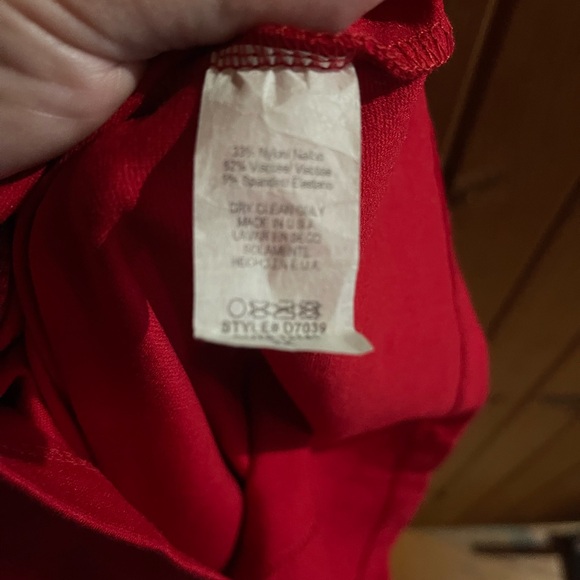 33% Nylon/ Nailon
62% Viscose/ Viscosa
5% Spandex/ Elastano
DRY CLEAN ONLY
MADE IN U.S.A.
LAVAR EN SECO
SOLAMENTE
HECHO EN E.U.A.
STYLE# D7039